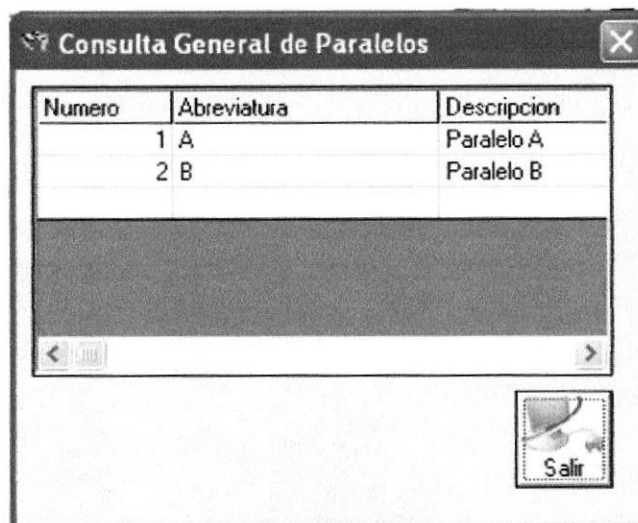 Consulta General de Paralelos
Numero Abreviatura Descripcion
1 A Paralelo A
2 B Paralelo B
Salir